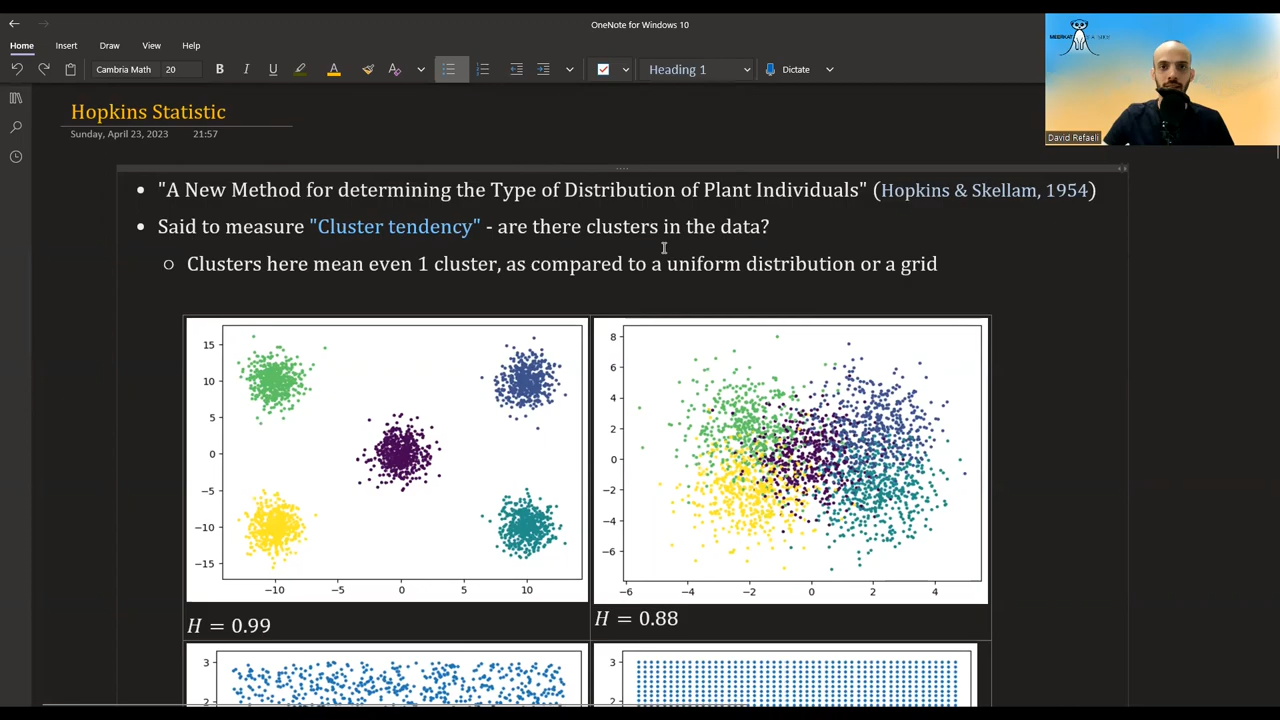 OneNote for Windows 10
Home Insert Draw View Help
Cambria Math 20 B I U A Heading 1 Dictate
MEERKAT
David Refaeli
Hopkins Statistic
Sunday, April 23, 2023 21:57
• "A New Method for determining the Type of Distribution of Plant Individuals" (Hopkins & Skellam, 1954)
• Said to measure "Cluster tendency" - are there clusters in the data?
○ Clusters here mean even 1 cluster, as compared to a uniform distribution or a grid
15
10
5
0
−5
−10
−15
−10 −5 0 5 10
8
6
4
2
0
−2
−4
−6
−6 −4 −2 0 2 4
H = 0.99
H = 0.88
3
2
3
2